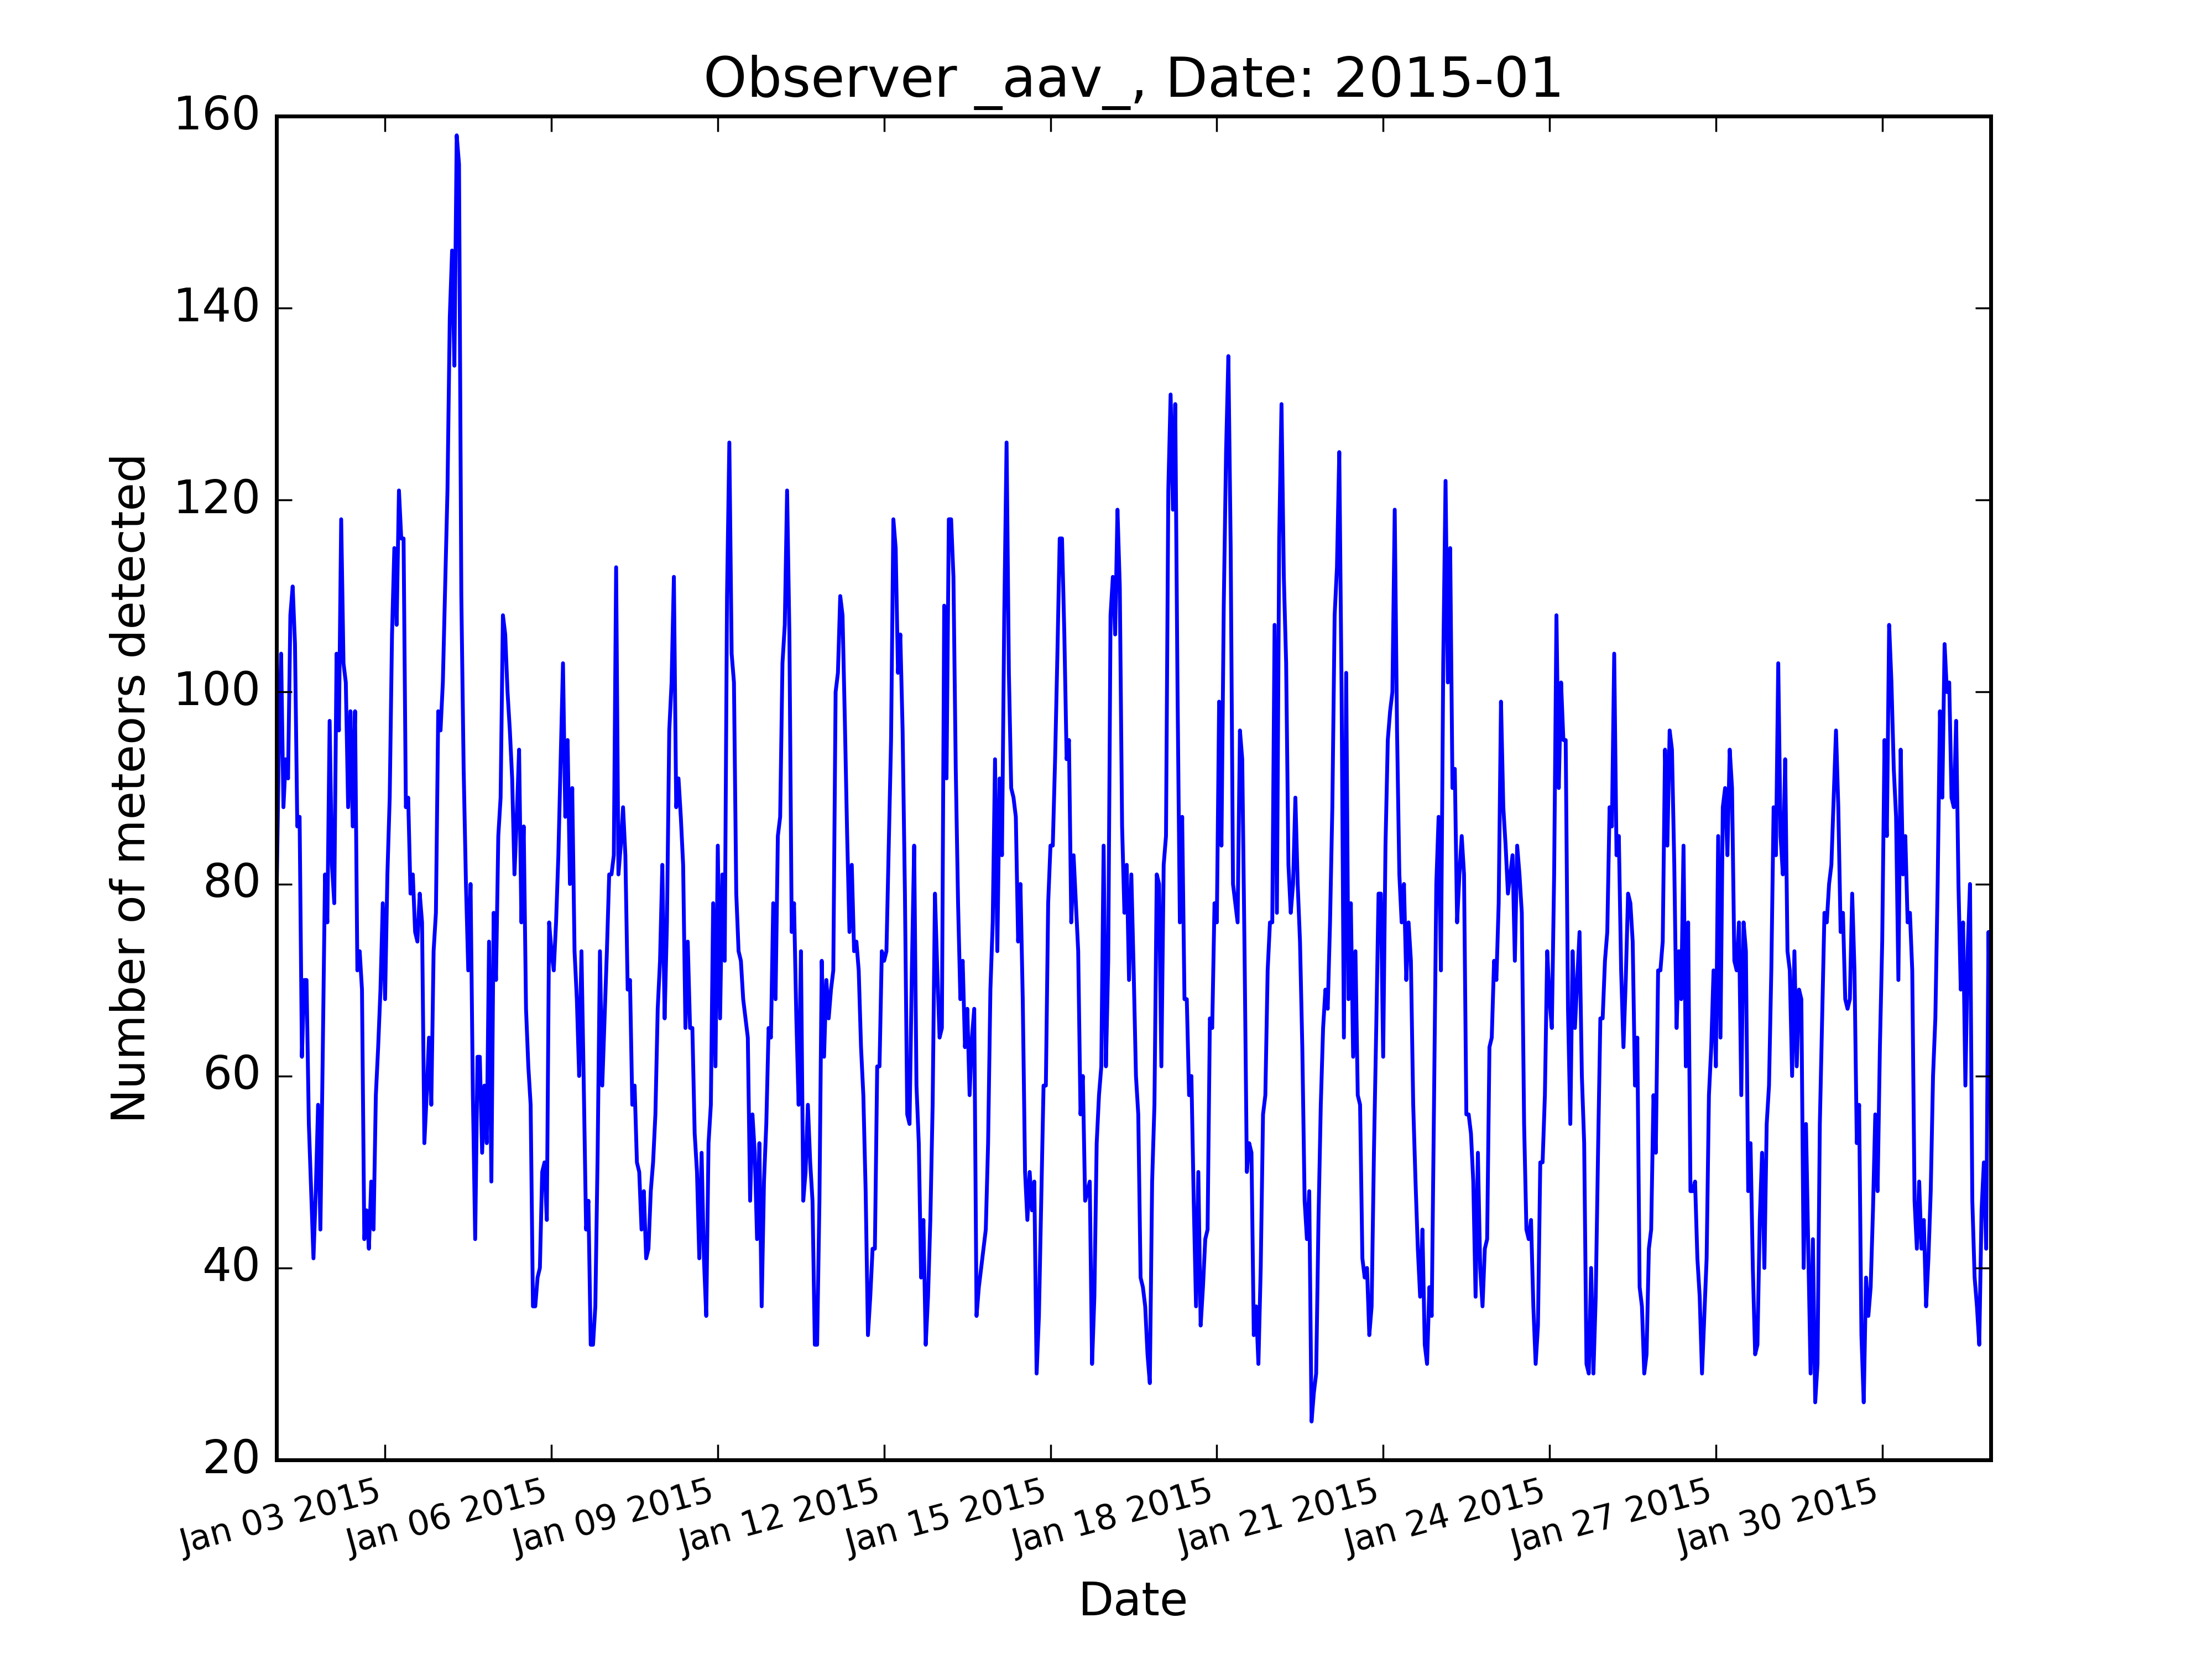 Observer _aav_, Date: 2015-01
160
140
120
100
80
60
40
20
Number of meteors detected
Jan 03 2015
Jan 06 2015
Jan 09 2015
Jan 12 2015
Jan 15 2015
Jan 18 2015
Jan 21 2015
Jan 24 2015
Jan 27 2015
Jan 30 2015
Date